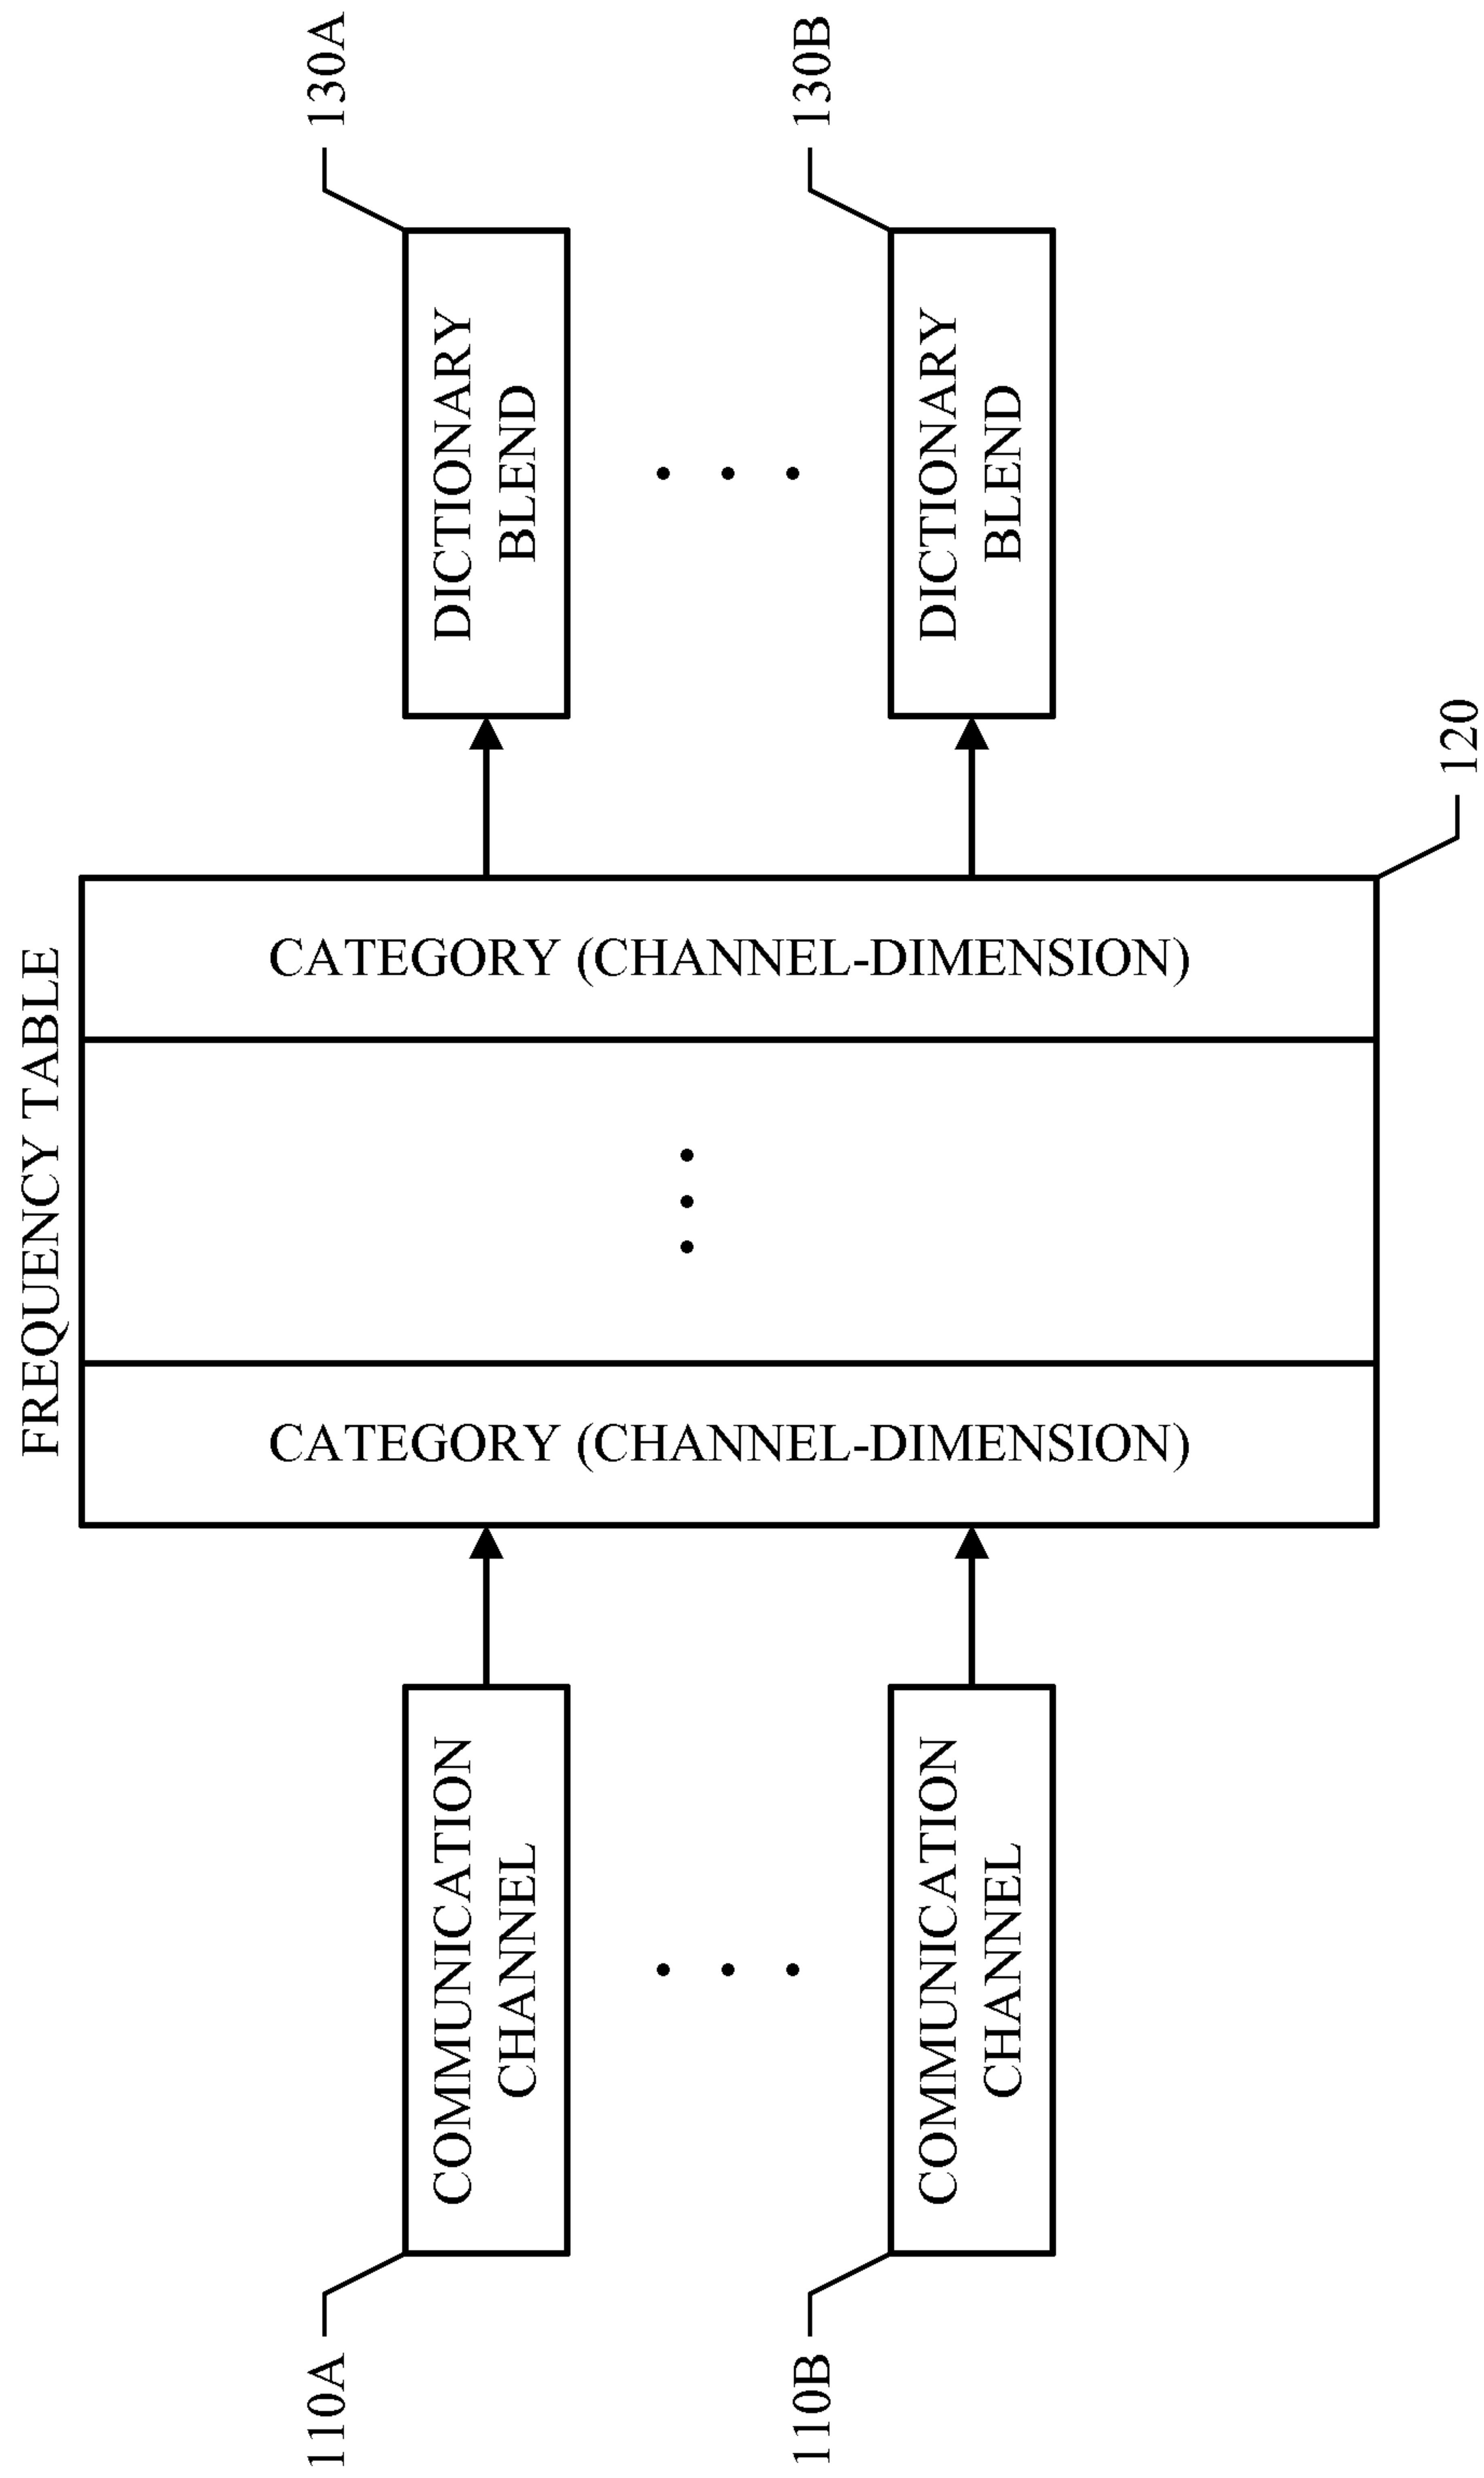 FREQUENCY TABLE
110A
COMMUNICATION
CHANNEL
CATEGORY (CHANNEL-DIMENSION)
CATEGORY (CHANNEL-DIMENSION)
DICTIONARY
BLEND
130A
110B
COMMUNICATION
CHANNEL
DICTIONARY
BLEND
130B
120